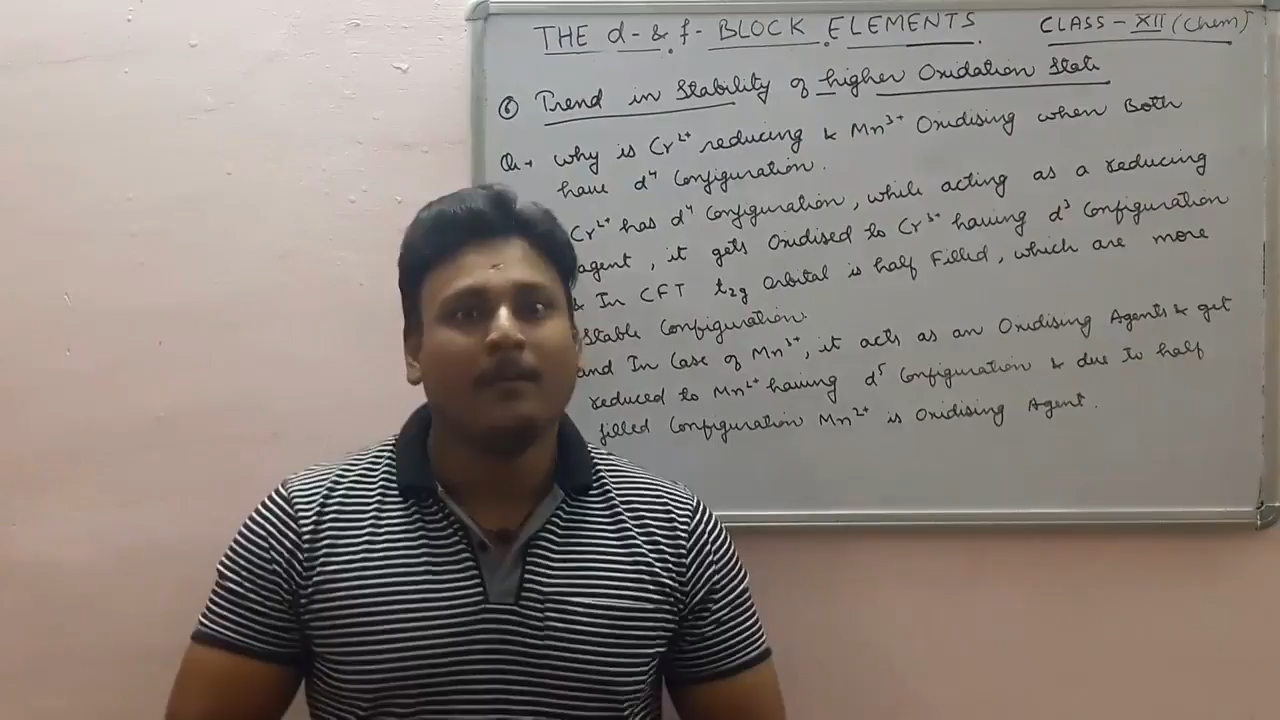 THE d- & f- BLOCK ELEMENTS. CLASS - XII (Chem)
⑥ Trend in Stability of higher Oxidation State
Q→ why is Cr²⁺ reducing & Mn³⁺ Oxidising when Both
have d⁴ Configuration.
Cr²⁺ has d⁴ Configuration, while acting as a reducing
agent, it gets Oxidised to Cr³⁺ having d³ Configuration
& In CFT t₂g orbital is half Filled, which are more
Stable Configuration.
and In Case of Mn³⁺, it acts as an Oxidising Agents & get
reduced to Mn²⁺ having d⁵ Configuration & due to half
filled Configuration Mn²⁺ is Oxidising Agent.